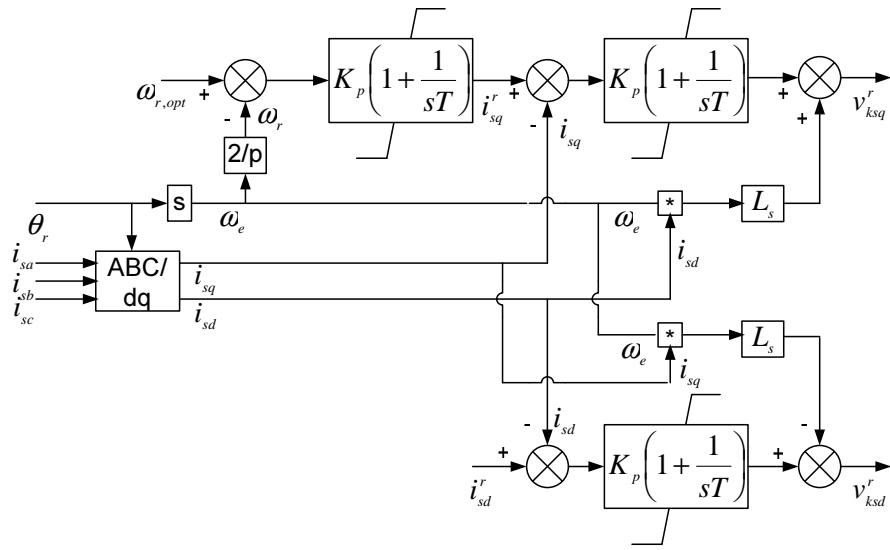 K_p(1 + 1/sT)
K_p(1 + 1/sT)
ω_{r,opt} + - ω_r
i^r_{sq} + - i_{sq}
+ + v^r_{ksq}
2/p
θ_r s ω_e ω_e * L_s
i_{sd}
i_{sa}
i_{sb}
i_{sc}
ABC/
dq
i_{sq}
i_{sd}
ω_e * L_s
i_{sq}
- i_{sd} -
i^r_{sd} + K_p(1 + 1/sT) + v^r_{ksd}